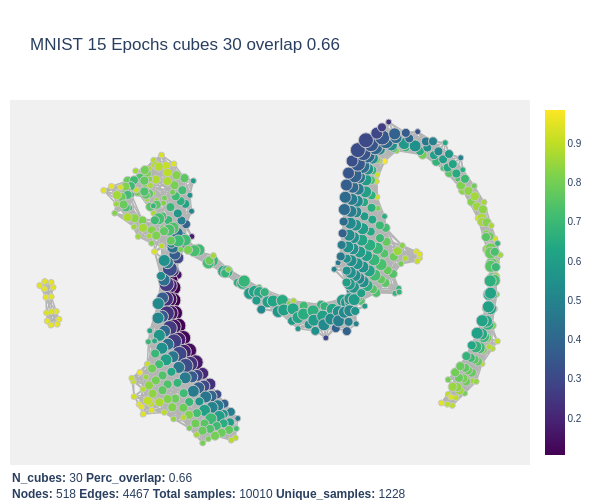 MNIST 15 Epochs cubes 30 overlap 0.66
0.9
0.8
0.7
0.6
0.5
0.4
0.3
0.2
N_cubes: 30 Perc_overlap: 0.66
Nodes: 518 Edges: 4467 Total samples: 10010 Unique_samples: 1228